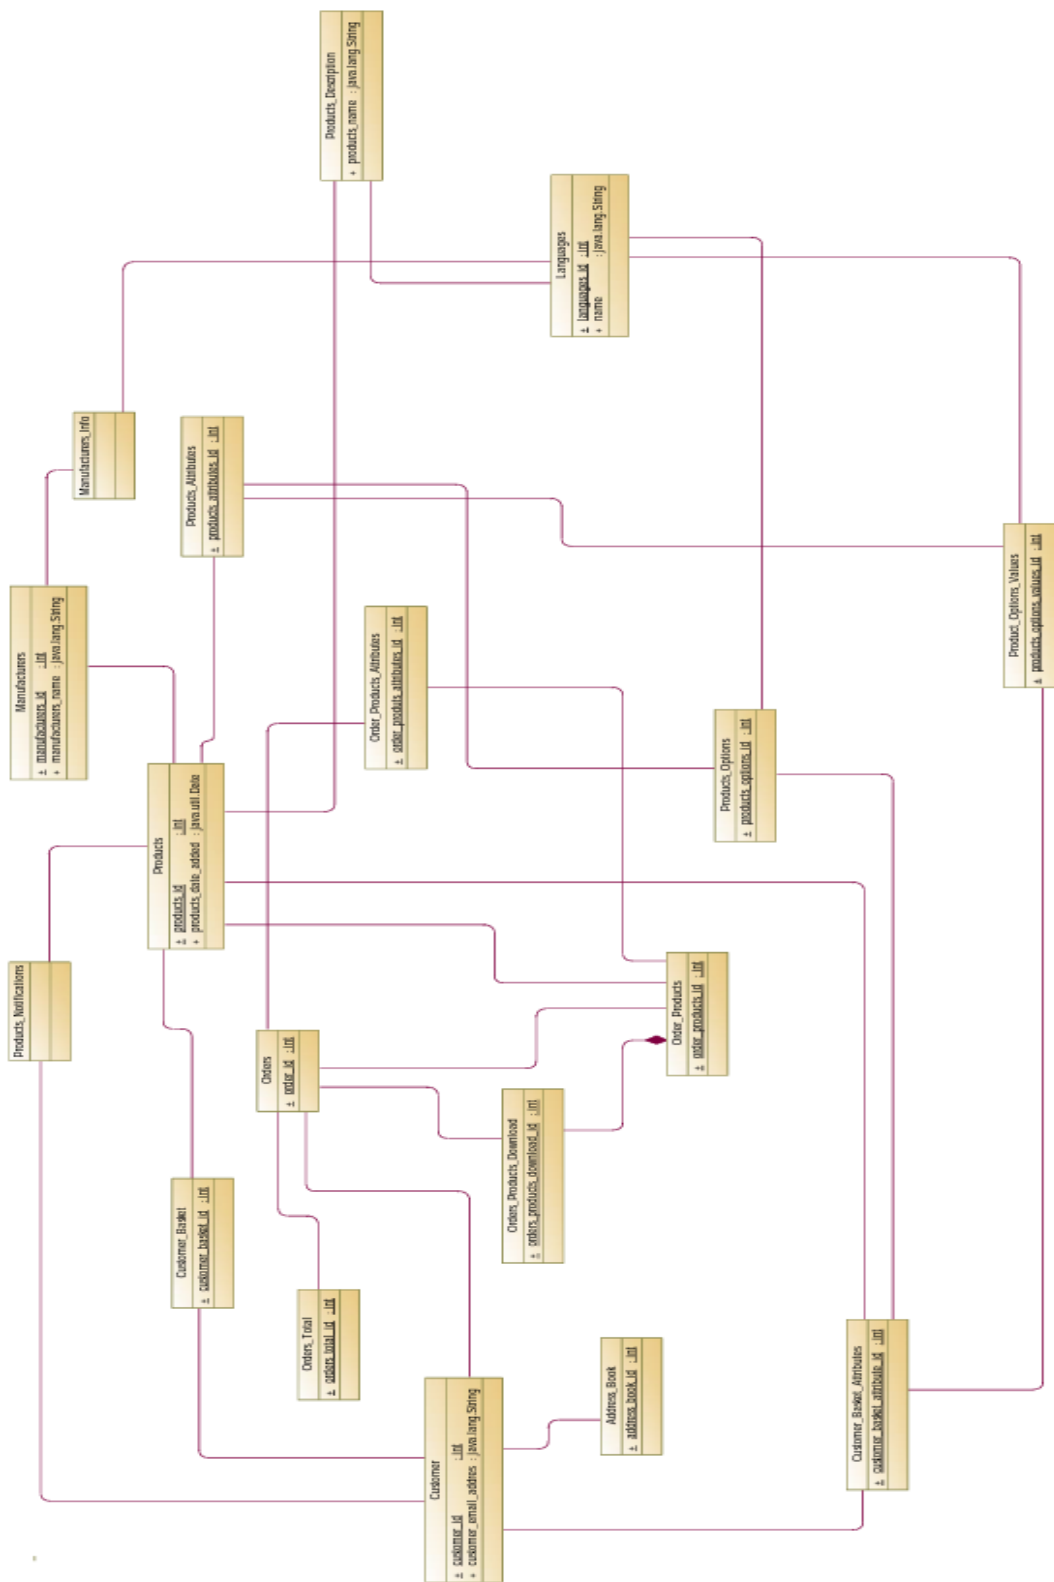 Products_Description
+ products_name : java.lang.String
Languages
+ languages_id : int
+ name : java.lang.String
Manufacturers_Info
Products_Attributes
+ products_attributes_id : int
Manufacturers
+ manufacturers_id : int
+ manufacturers_name : java.lang.String
Order_Products_Attributes
+ order_produts_attributes_id : int
Product_Options_Values
+ products_options_values_id : int
Products_Options
+ products_options_id : int
Products
+ products_id : int
+ products_date_added : java.util.Date
Products_Notifications
Order_Products
+ order_products_id : int
Orders
+ order_id : int
Orders_Products_Download
+ orders_products_download_id : int
Customer_Basket
+ customer_basket_id : int
Orders_Total
+ orders_total_id : int
Address_Book
+ address_book_id : int
Customer_Basket_Attributes
+ customer_basket_attribute_id : int
Customer
+ customer_id : int
+ customer_email_addres : java.lang.String